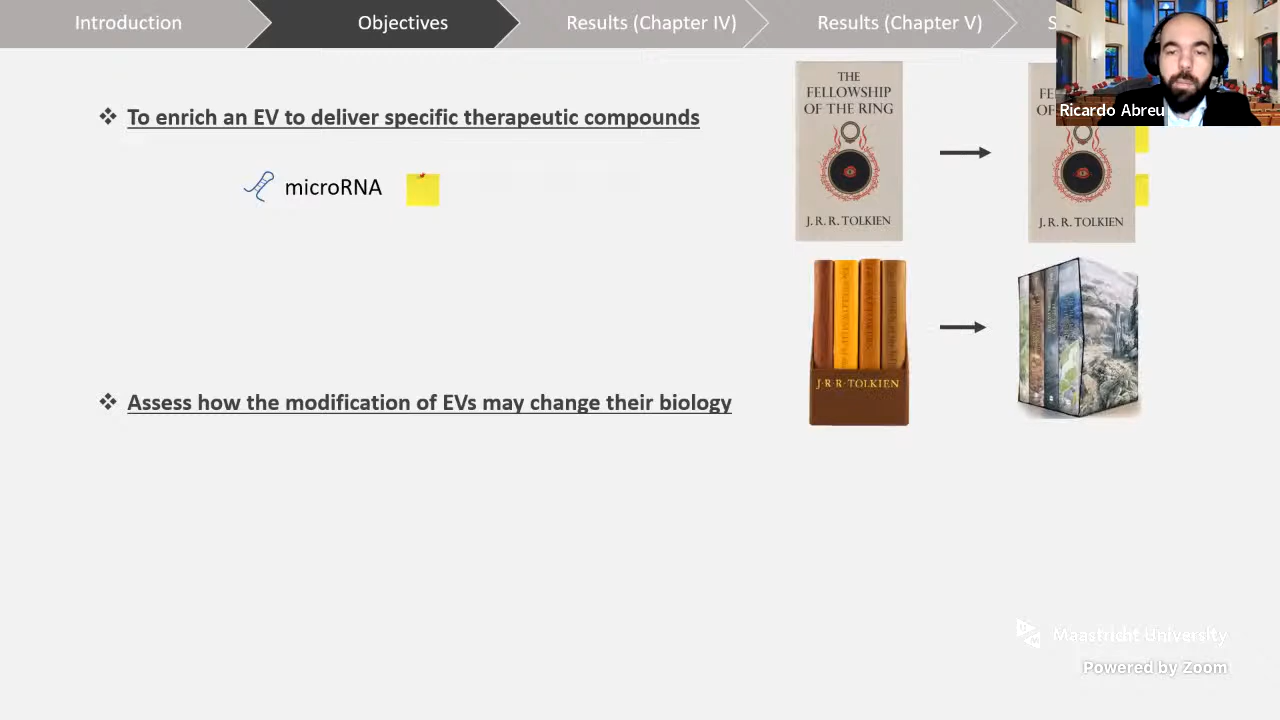 Introduction
Objectives
Results (Chapter IV)
Results (Chapter V)
S
Ricardo Abreu
To enrich an EV to deliver specific therapeutic compounds
microRNA
THE
FELLOWSHIP
OF THE RING
J. R. R. TOLKIEN
FE
OF
J. R. R. TOLKIEN
J·R·R·TOLKIEN
Assess how the modification of EVs may change their biology
Maastricht University
Powered by Zoom